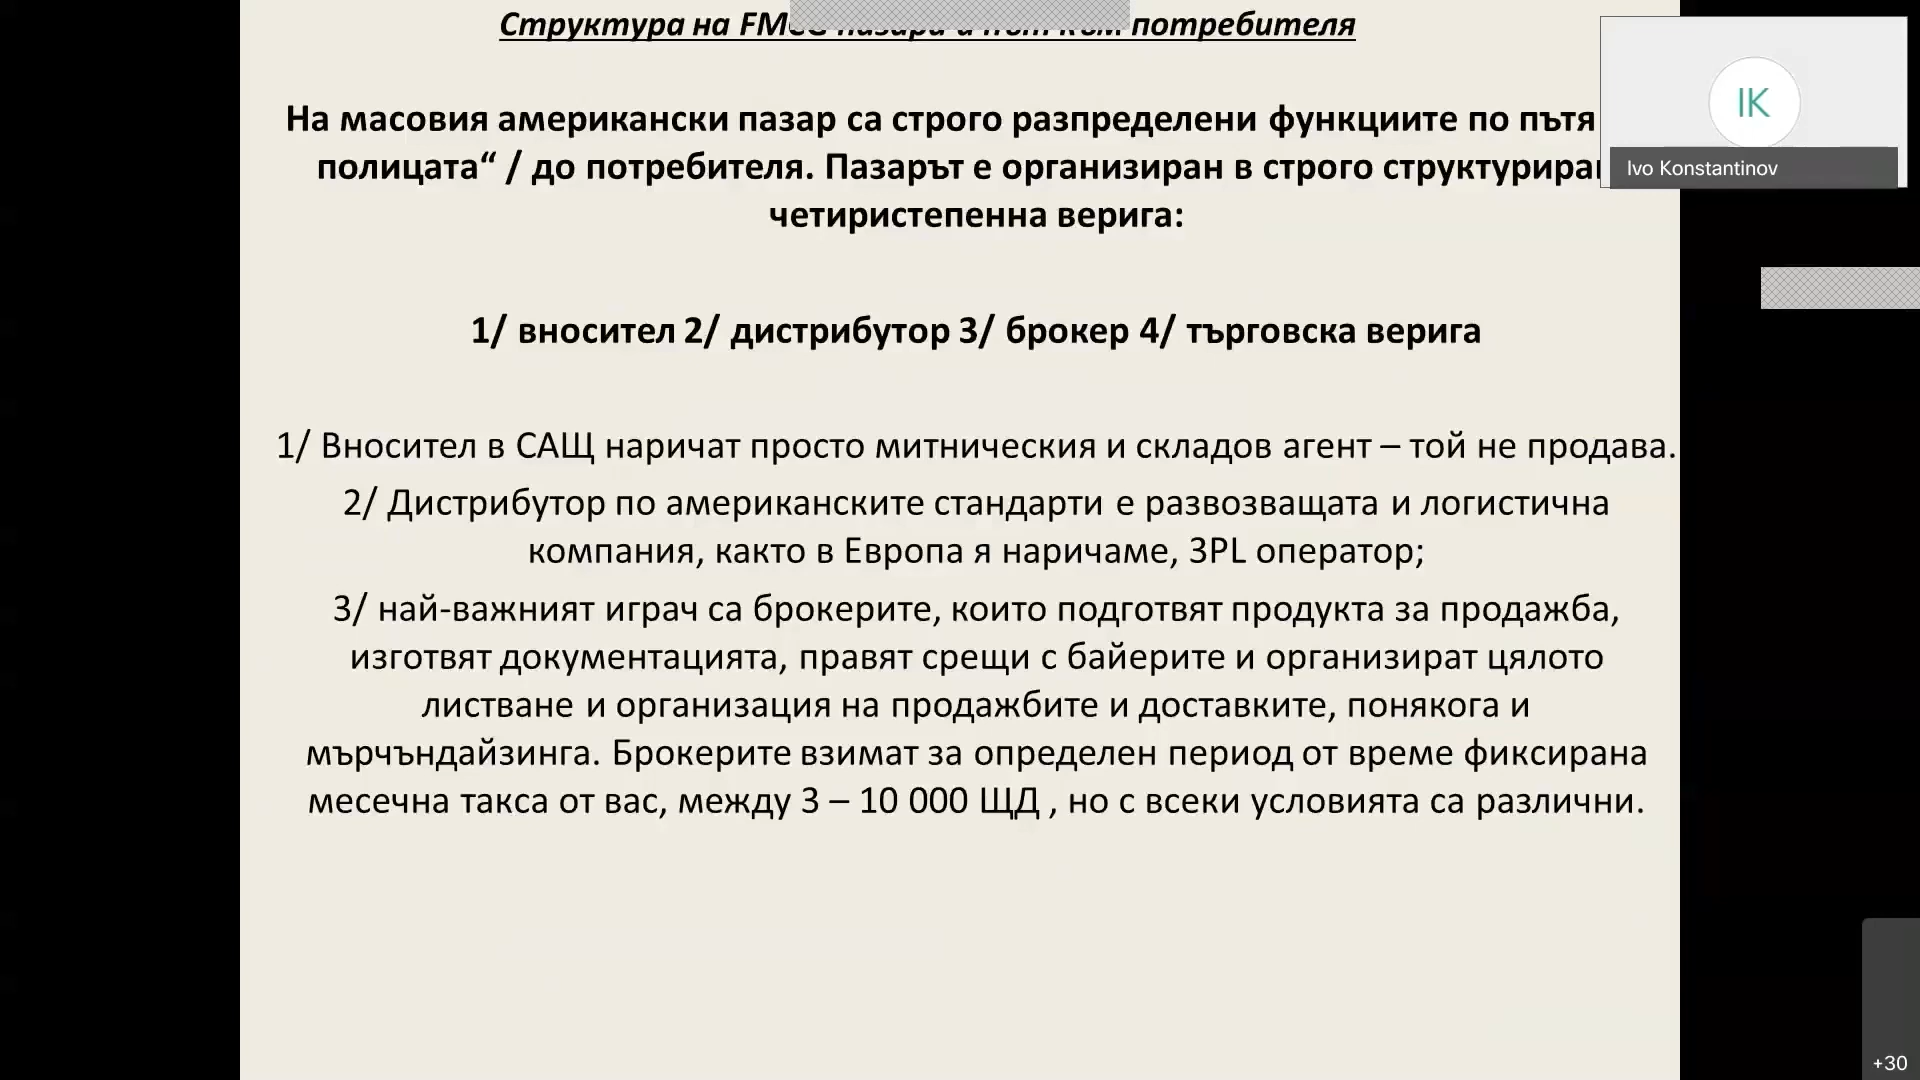 Структура на FMCG пазара и път към потребителя
На масовия американски пазар са строго разпределени функциите по пътя
полицата“ / до потребителя. Пазарът е организиран в строго структурира
четиристепенна верига:
1/ вносител 2/ дистрибутор 3/ брокер 4/ търговска верига
1/ Вносител в САЩ наричат просто митническия и складов агент – той не продава.
2/ Дистрибутор по американските стандарти е развозващата и логистична
компания, както в Европа я наричаме, 3PL оператор;
3/ най-важният играч са брокерите, които подготвят продукта за продажба,
изготвят документацията, правят срещи с байерите и организират цялото
листване и организация на продажбите и доставките, понякога и
мърчъндайзинга. Брокерите взимат за определен период от време фиксирана
месечна такса от вас, между 3 – 10 000 ЩД , но с всеки условията са различни.
IK
Ivo Konstantinov
+30